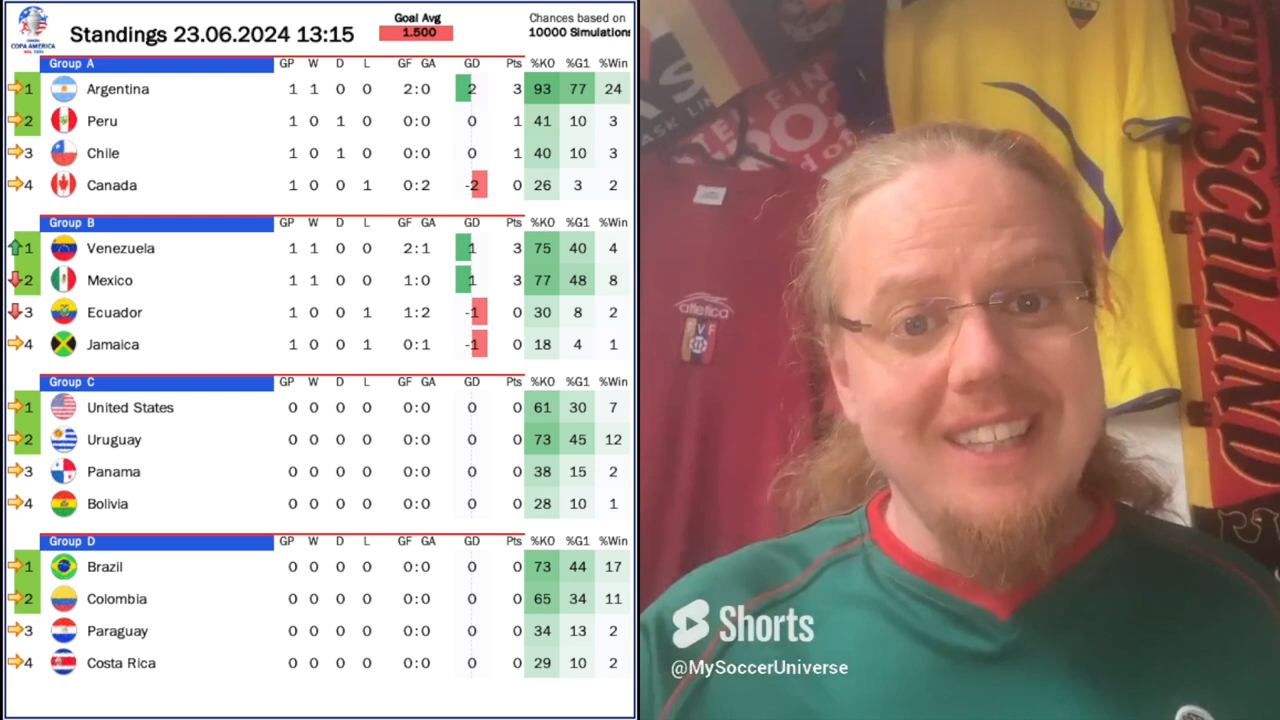 COPA AMERICA
Standings 23.06.2024 13:15
Goal Avg
1.500
Chances based on
10000 Simulations
Group A GP W D L GF GA GD Pts %KO %G1 %Win
1 Argentina 1 1 0 0 2:0 2 3 93 77 24
2 Peru 1 0 1 0 0:0 0 1 41 10 3
3 Chile 1 0 1 0 0:0 0 1 40 10 3
4 Canada 1 0 0 1 0:2 -2 0 26 3 2
Group B GP W D L GF GA GD Pts %KO %G1 %Win
1 Venezuela 1 1 0 0 2:1 1 3 75 40 4
2 Mexico 1 1 0 0 1:0 1 3 77 48 8
3 Ecuador 1 0 0 1 1:2 -1 0 30 8 2
4 Jamaica 1 0 0 1 0:1 -1 0 18 4 1
Group C GP W D L GF GA GD Pts %KO %G1 %Win
1 United States 0 0 0 0 0:0 0 0 61 30 7
2 Uruguay 0 0 0 0 0:0 0 0 73 45 12
3 Panama 0 0 0 0 0:0 0 0 38 15 2
4 Bolivia 0 0 0 0 0:0 0 0 28 10 1
Group D GP W D L GF GA GD Pts %KO %G1 %Win
1 Brazil 0 0 0 0 0:0 0 0 73 44 17
2 Colombia 0 0 0 0 0:0 0 0 65 34 11
3 Paraguay 0 0 0 0 0:0 0 0 34 13 2
4 Costa Rica 0 0 0 0 0:0 0 0 29 10 2
atletica
FVF
EUTSCHLAND
Shorts
@MySoccerUniverse